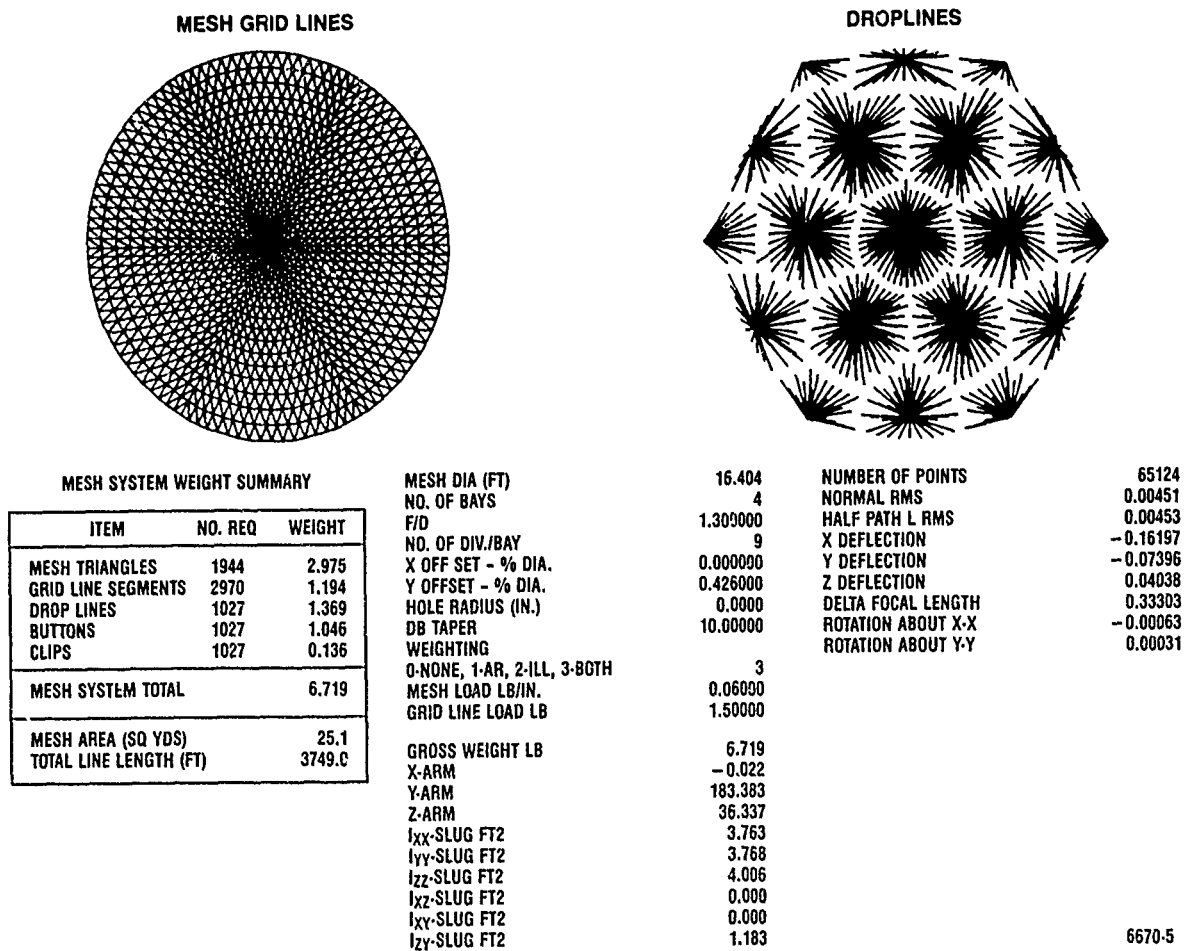 MESH GRID LINES
DROPLINES
MESH SYSTEM WEIGHT SUMMARY
ITEM NO. REQ WEIGHT
MESH TRIANGLES 1944 2.975
GRID LINE SEGMENTS 2970 1.194
DROP LINES 1027 1.369
BUTTONS 1027 1.046
CLIPS 1027 0.136
MESH SYSTEM TOTAL 6.719
MESH AREA (SQ YDS) 25.1
TOTAL LINE LENGTH (FT) 3749.0
MESH DIA (FT) 16.404
NO. OF BAYS 4
F/D 1.300000
NO. OF DIV./BAY 9
X OFF SET - % DIA. 0.000000
Y OFFSET - % DIA. 0.426000
HOLE RADIUS (IN.) 0.0000
DB TAPER 10.00000
WEIGHTING
0-NONE, 1-AR, 2-ILL, 3-BOTH 3
MESH LOAD LB/IN. 0.06000
GRID LINE LOAD LB 1.50000
GROSS WEIGHT LB 6.719
X-ARM -0.022
Y-ARM 183.383
Z-ARM 36.337
IXX-SLUG FT2 3.763
IYY-SLUG FT2 3.768
IZZ-SLUG FT2 4.006
IXZ-SLUG FT2 0.000
IXY-SLUG FT2 0.000
IZY-SLUG FT2 1.183
NUMBER OF POINTS 65124
NORMAL RMS 0.00451
HALF PATH L RMS 0.00453
X DEFLECTION -0.16197
Y DEFLECTION -0.07396
Z DEFLECTION 0.04038
DELTA FOCAL LENGTH 0.33303
ROTATION ABOUT X-X -0.00063
ROTATION ABOUT Y-Y 0.00031
6670-5